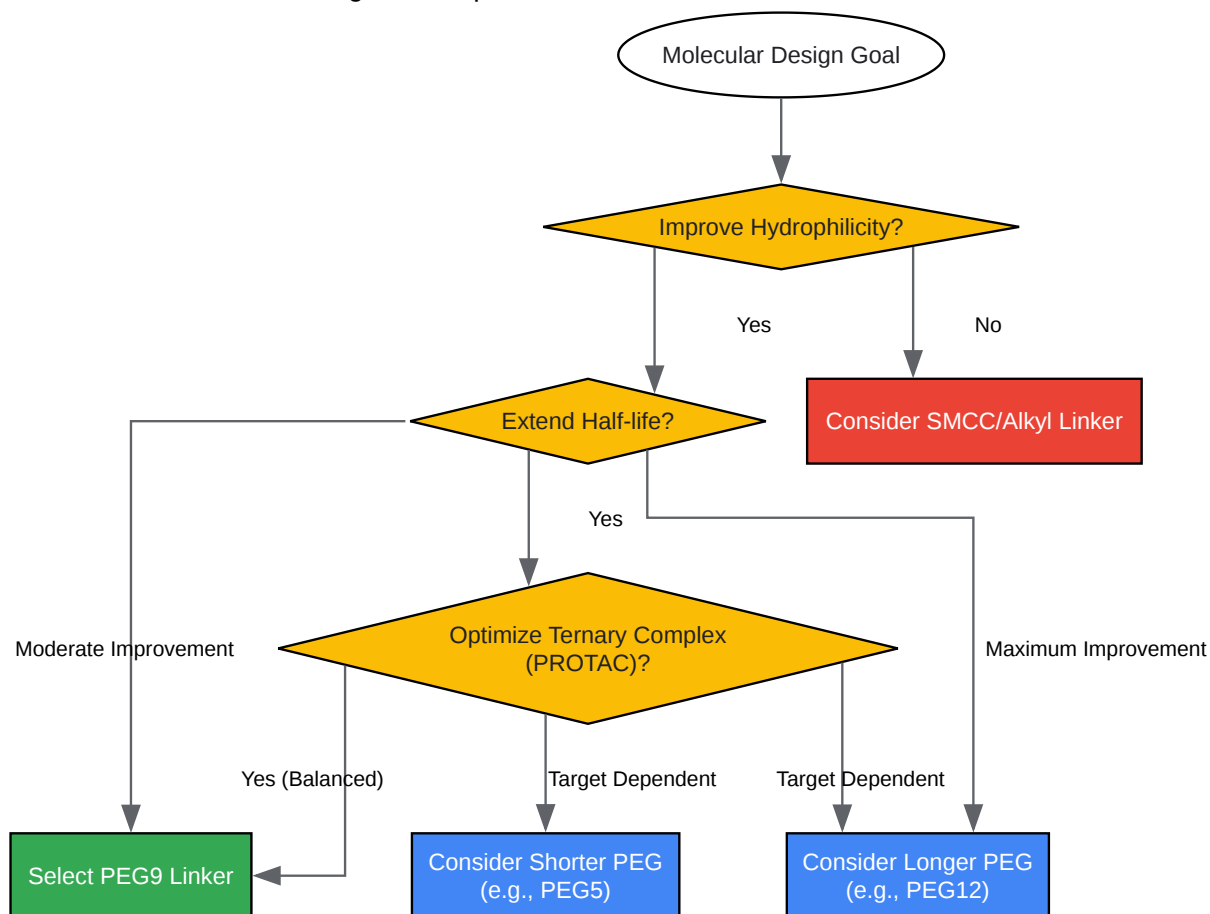 Molecular Design Goal
Improve Hydrophilicity?
Yes
No
Extend Half-life?
Consider SMCC/Alkyl Linker
Yes
Optimize Ternary Complex
(PROTAC)?
Moderate Improvement
Maximum Improvement
Yes (Balanced)
Target Dependent
Target Dependent
Select PEG9 Linker
Consider Shorter PEG
(e.g., PEG5)
Consider Longer PEG
(e.g., PEG12)